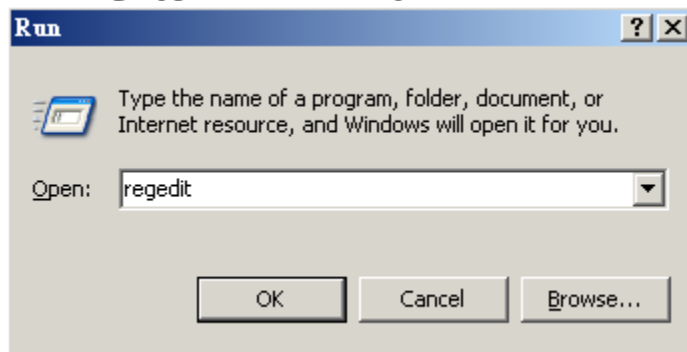 Run
Type the name of a program, folder, document, or
Internet resource, and Windows will open it for you.
Open:
regedit
OK
Cancel
Browse...